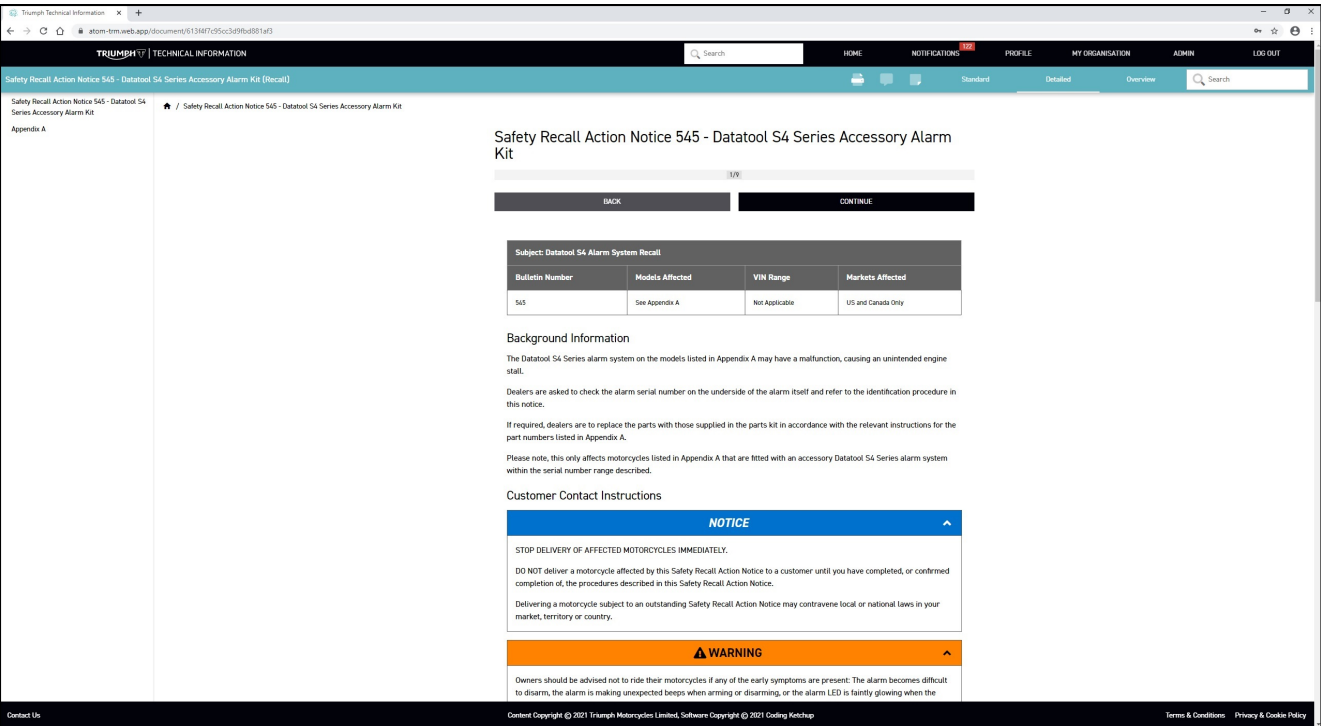 Triumph Technical Information
atom-trm.web.app/document/613f4f7c95cc3d9fbd881af3
TRIUMPH | TECHNICAL INFORMATION
Search
HOME
NOTIFICATIONS
122
PROFILE
MY ORGANISATION
ADMIN
LOG OUT
Safety Recall Action Notice 545 - Datatool S4 Series Accessory Alarm Kit (Recall)
Standard
Detailed
Overview
Search
Safety Recall Action Notice 545 - Datatool S4
Series Accessory Alarm Kit
Appendix A
/ Safety Recall Action Notice 545 - Datatool S4 Series Accessory Alarm Kit
Safety Recall Action Notice 545 - Datatool S4 Series Accessory Alarm
Kit
1/9
BACK
CONTINUE
Subject: Datatool S4 Alarm System Recall
Bulletin Number Models Affected VIN Range Markets Affected
545 See Appendix A Not Applicable US and Canada Only
Background Information
The Datatool S4 Series alarm system on the models listed in Appendix A may have a malfunction, causing an unintended engine
stall.
Dealers are asked to check the alarm serial number on the underside of the alarm itself and refer to the identification procedure in
this notice.
If required, dealers are to replace the parts with those supplied in the parts kit in accordance with the relevant instructions for the
part numbers listed in Appendix A.
Please note, this only affects motorcycles listed in Appendix A that are fitted with an accessory Datatool S4 Series alarm system
within the serial number range described.
Customer Contact Instructions
NOTICE
STOP DELIVERY OF AFFECTED MOTORCYCLES IMMEDIATELY.
DO NOT deliver a motorcycle affected by this Safety Recall Action Notice to a customer until you have completed, or confirmed
completion of, the procedures described in this Safety Recall Action Notice.
Delivering a motorcycle subject to an outstanding Safety Recall Action Notice may contravene local or national laws in your
market, territory or country.
WARNING
Owners should be advised not to ride their motorcycles if any of the early symptoms are present: The alarm becomes difficult
to disarm, the alarm is making unexpected beeps when arming or disarming, or the alarm LED is faintly glowing when the
Contact Us
Content Copyright © 2021 Triumph Motorcycles Limited, Software Copyright © 2021 Coding Ketchup
Terms & Conditions Privacy & Cookie Policy